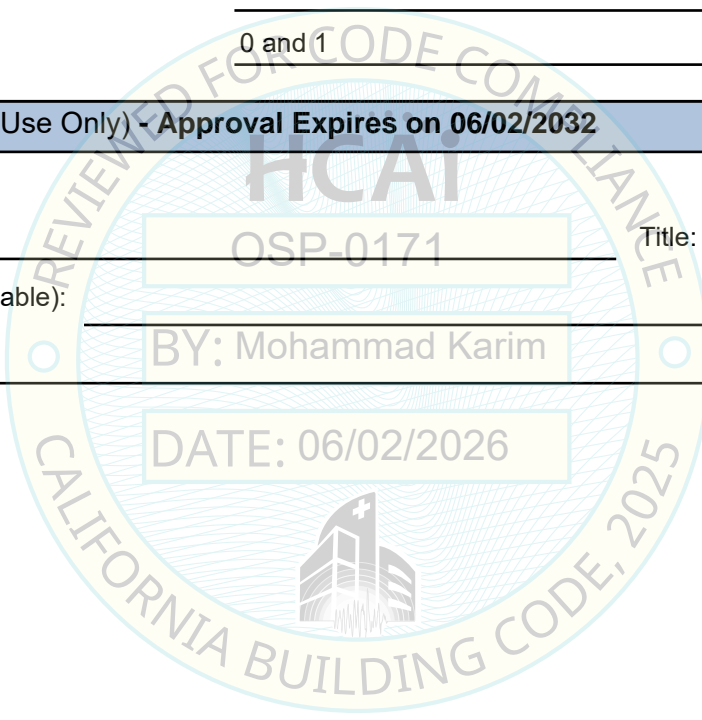 0 and 1
Use Only) - Approval Expires on 06/02/2032
REVIEWED FOR CODE COMPLIANCE
HCAi
OSP-0171
Title:
able):
BY: Mohammad Karim
DATE: 06/02/2026
CALIFORNIA BUILDING CODE, 2025